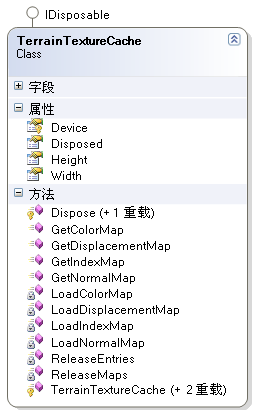 IDisposable
TerrainTextureCache
Class
字段
属性
Device
Disposed
Height
Width
方法
Dispose (+ 1 重载)
GetColorMap
GetDisplacementMap
GetIndexMap
GetNormalMap
LoadColorMap
LoadDisplacementMap
LoadIndexMap
LoadNormalMap
ReleaseEntries
ReleaseMaps
TerrainTextureCache (+ 2 重载)